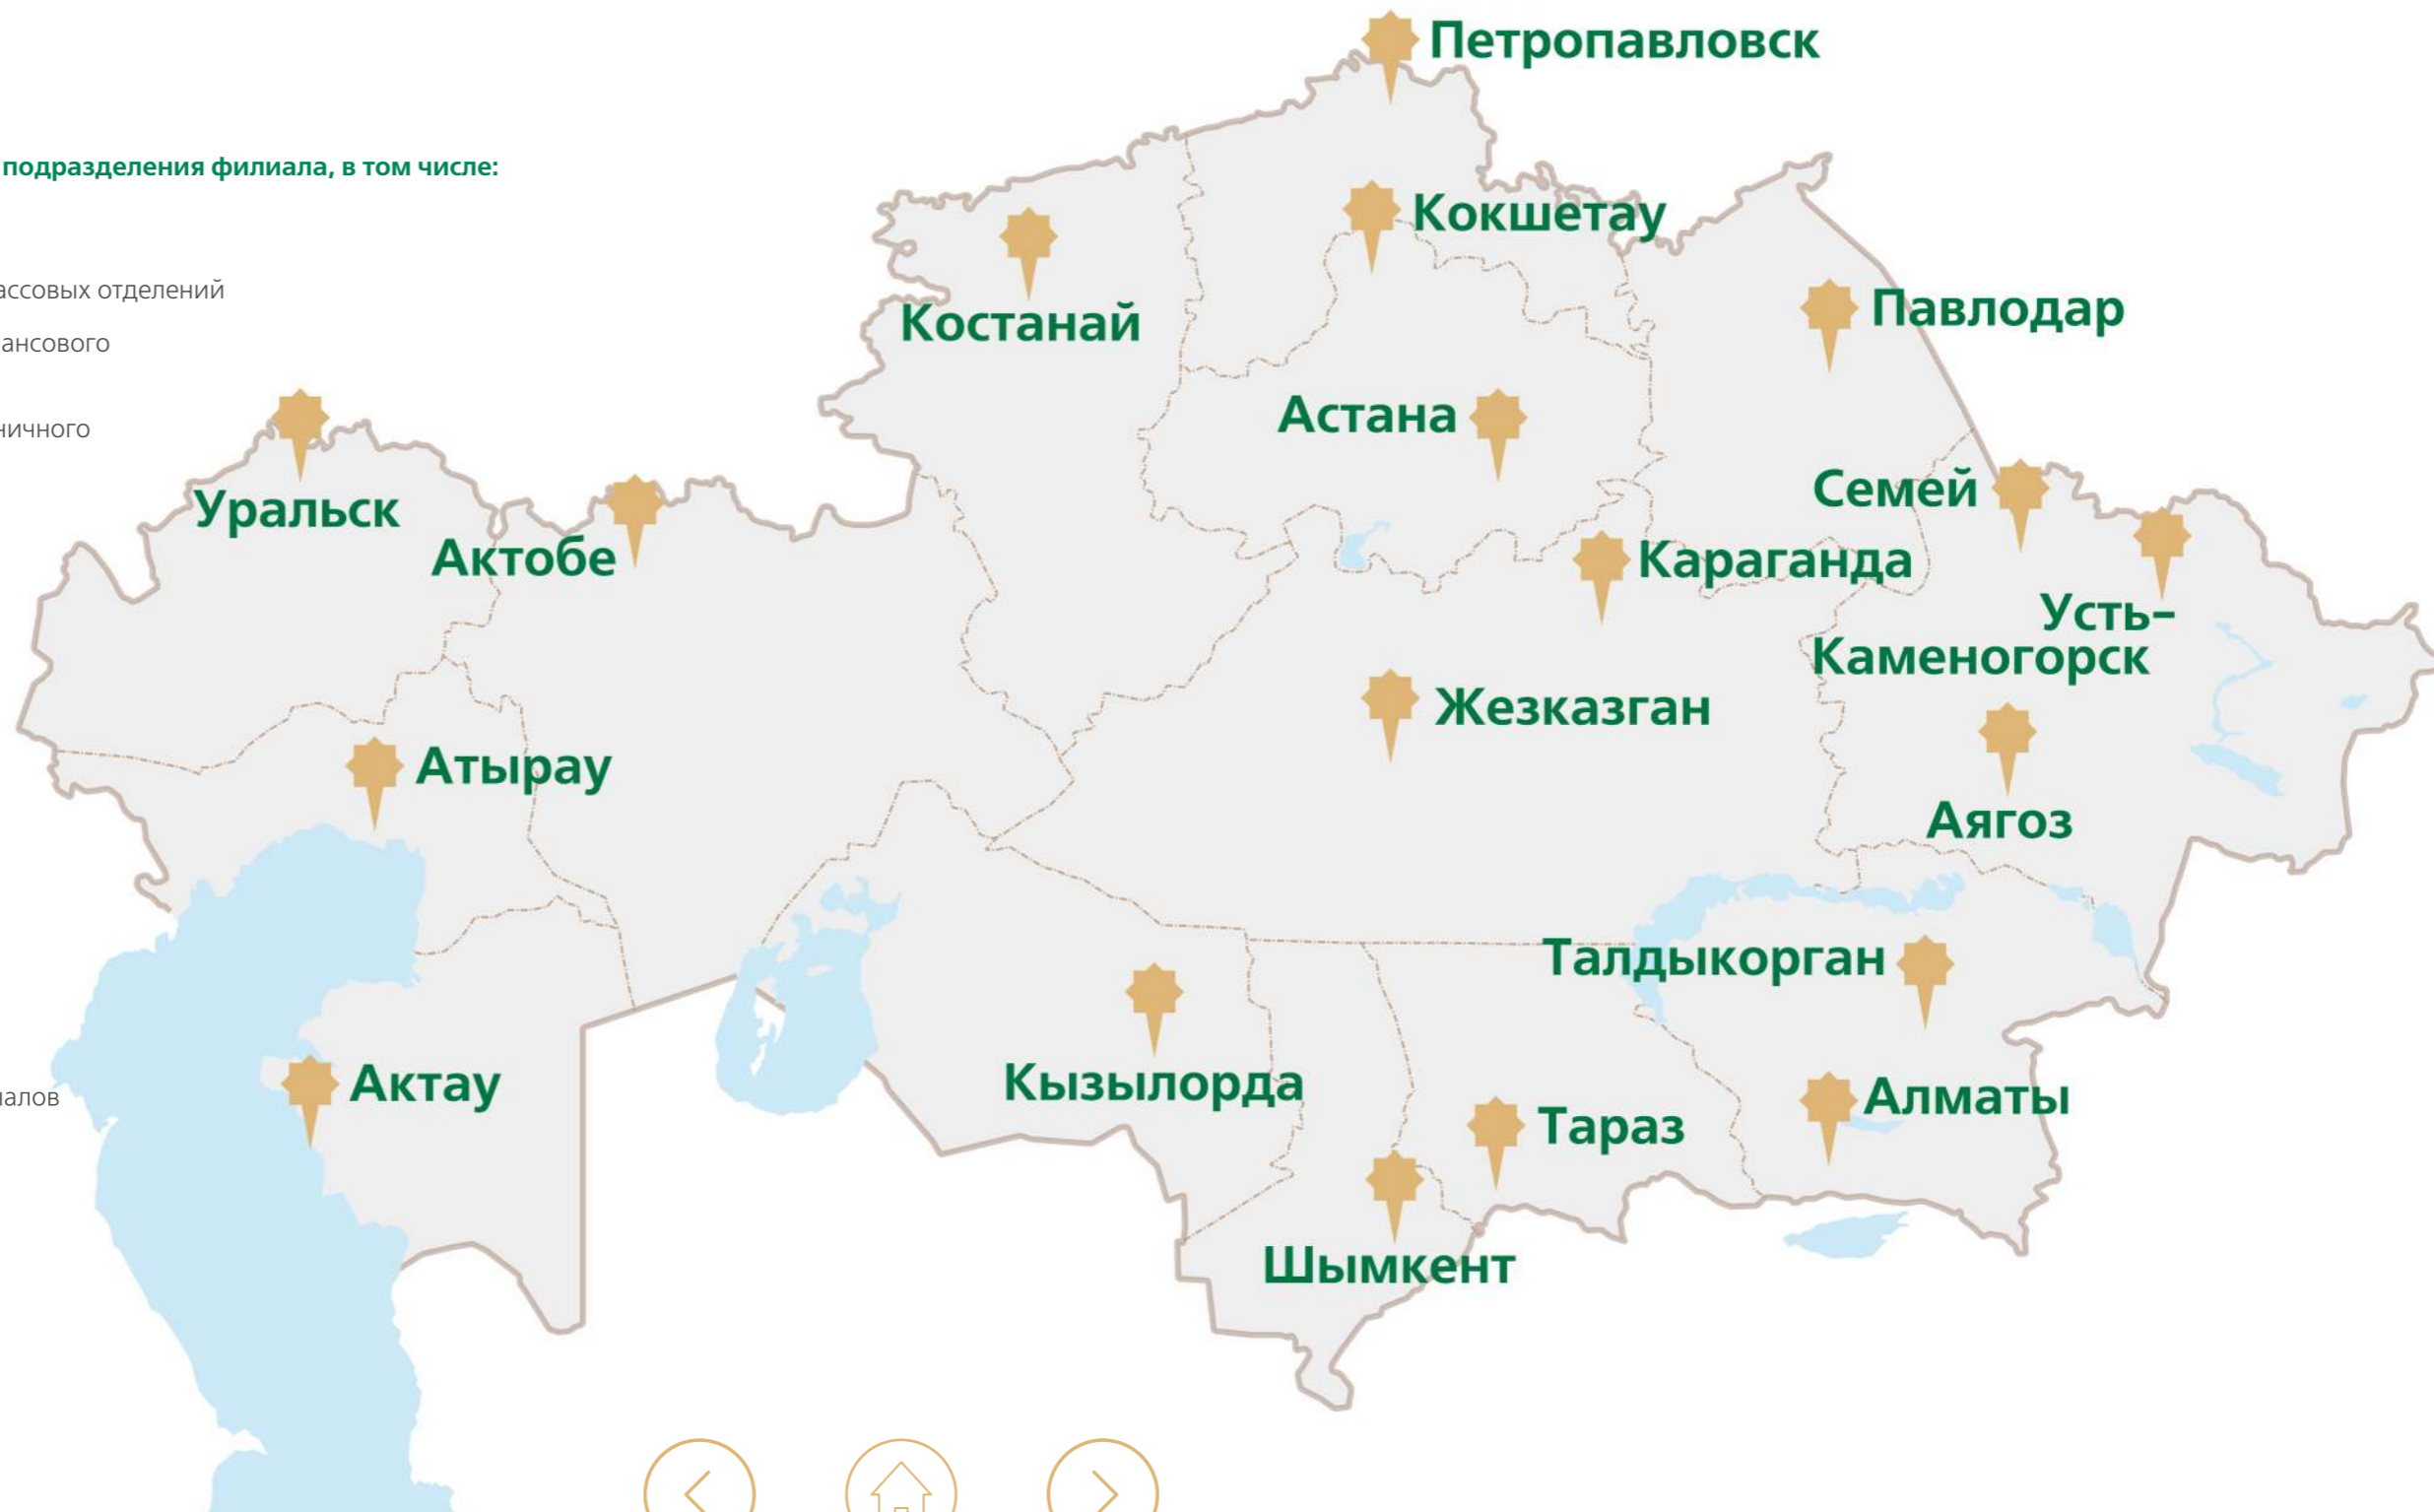 подразделения филиала, в том числе:
ассовых отделений
ансового
ничного
алов
Петропавловск
Кокшетау
Костанай
Павлодар
Астана
Семей
Уральск
Актобе
Караганда
Усть–
Каменогорск
Жезказган
Атырау
Аягоз
Талдыкорган
Кызылорда
Актау
Алматы
Тараз
Шымкент